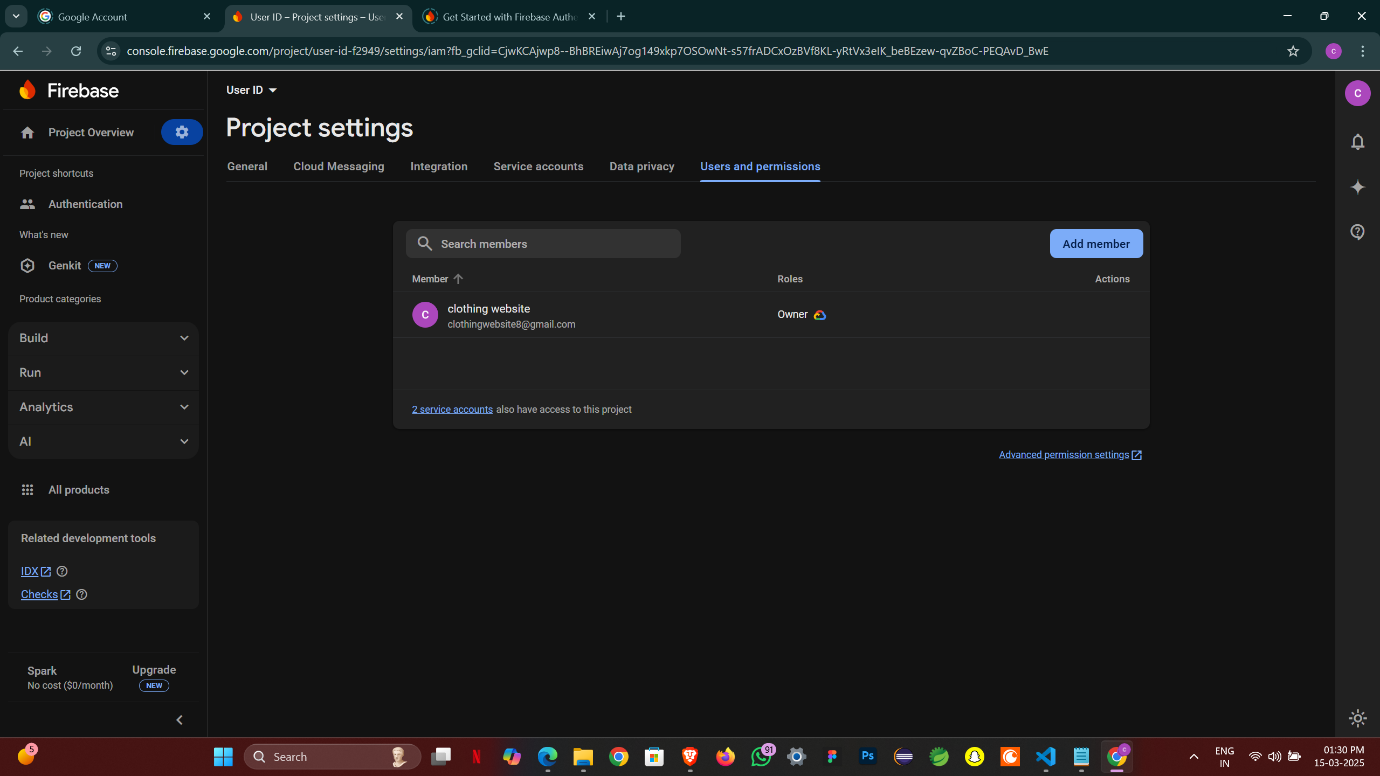 Google Account
User ID – Project settings – Use
Get Started with Firebase Authe
console.firebase.google.com/project/user-id-f2949/settings/iam?fb_gclid=CjwKCAjwp8--BhBREiwAj7og149xkp7OSOwNt-s57frADCxOzBVf8KL-yRtVx3eIK_beBEzew-qvZBoC-PEQAvD_BwE
C
Firebase
User ID
C
Project Overview
Project settings
General Cloud Messaging Integration Service accounts Data privacy Users and permissions
Project shortcuts
Authentication
What's new
Genkit NEW
Product categories
Build
Run
Analytics
AI
All products
Related development tools
IDX
Checks
Spark
No cost ($0/month)
Upgrade
NEW
Search members
Add member
Member Roles Actions
C
clothing website
clothingwebsite8@gmail.com
Owner
2 service accounts also have access to this project
Advanced permission settings
5
Search
N
91
Ps
C
ENG
IN
01:30 PM
15-03-2025